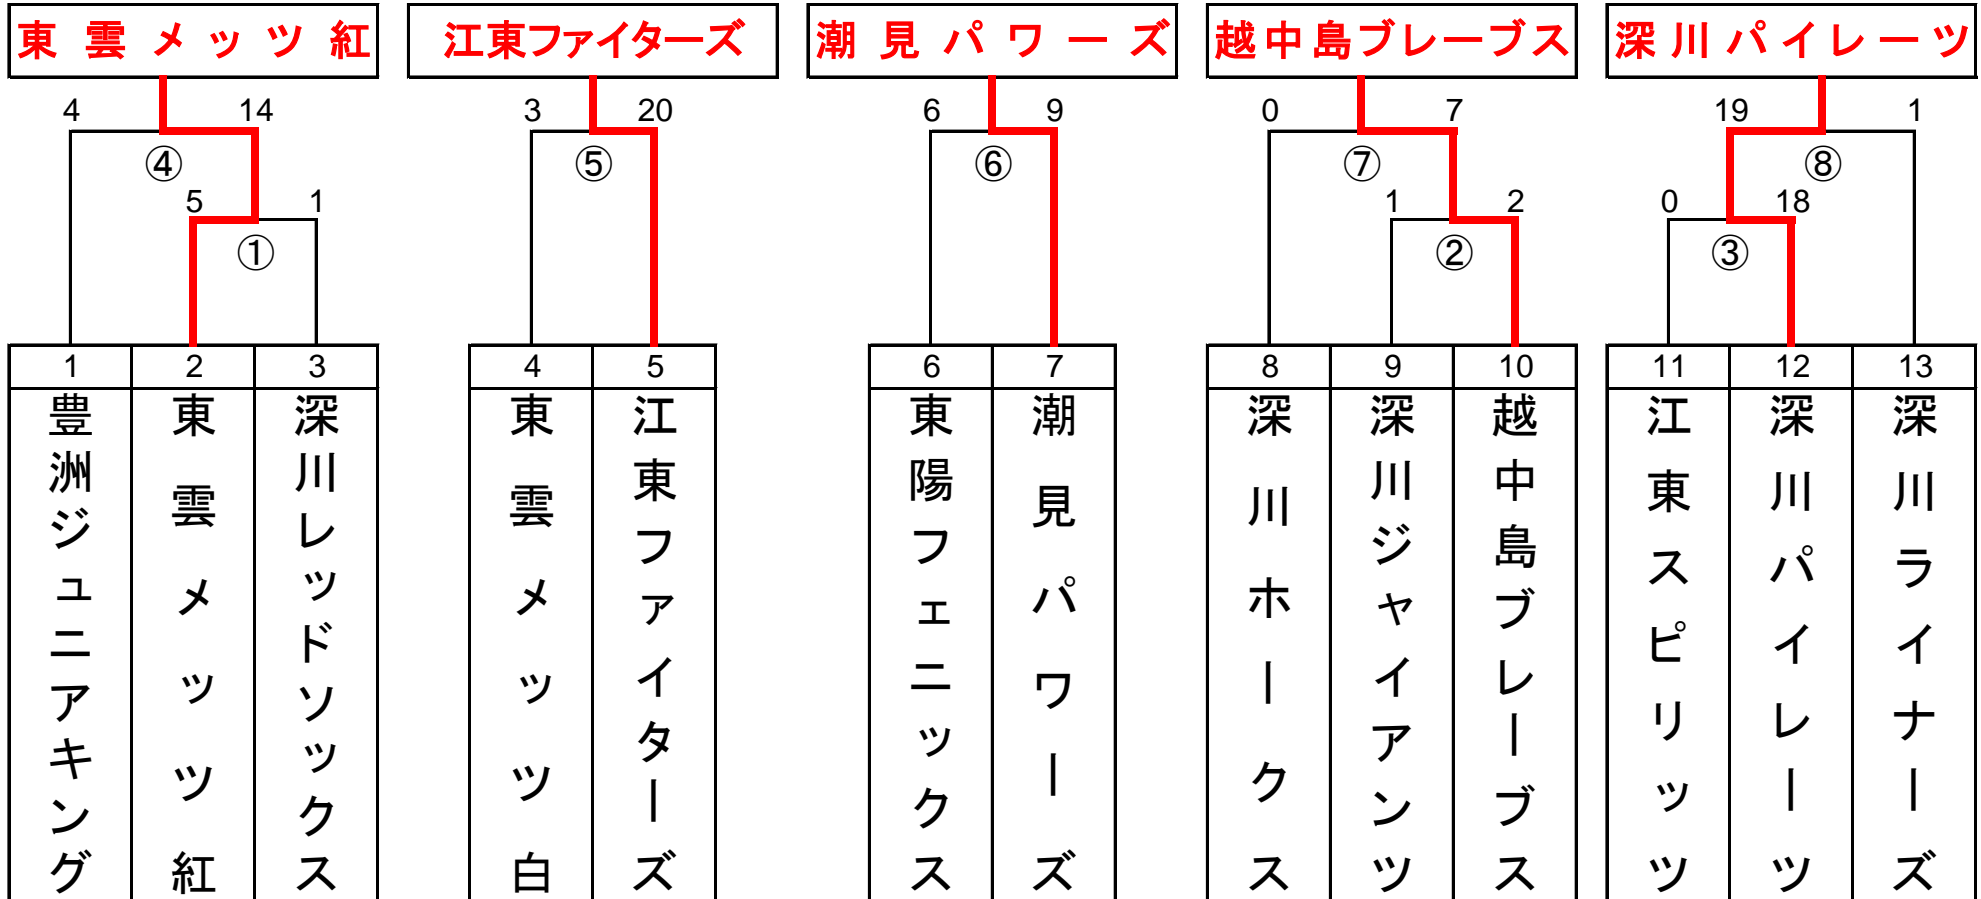 東雲メッツ紅 江東ファイターズ 潮見パワーズ 越中島ブレーブス 深川パイレーツ
4 14 3 20 6 9 0 7 19 1
④ ⑤ ⑥ ⑦ ⑧
5 1 1 2 0 18
① ② ③
1 2 3 4 5 6 7 8 9 10 11 12 13
豊洲ジュニアキング
東雲メッツ紅
深川レッドソックス
東雲メッツ白
江東ファイターズ
東陽フェニックス
潮見パワーズ
深川ホークス
深川ジャイアンツ
越中島ブレーブス
江東スピリッツ
深川パイレーツ
深川ライナーズ